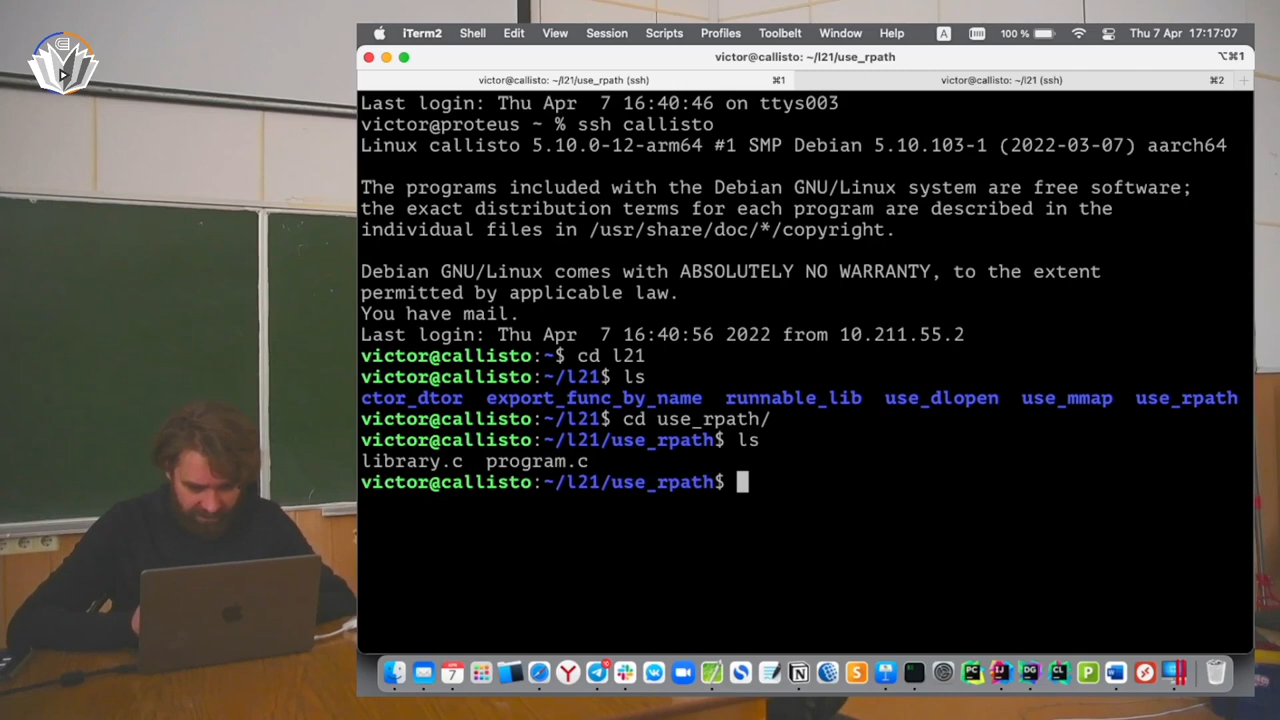 iTerm2 Shell Edit View Session Scripts Profiles Toolbelt Window Help A 100 % Thu 7 Apr 17:17:07
victor@callisto: ~/l21/use_rpath ⌥⌘1
victor@callisto: ~/l21/use_rpath (ssh) ⌘1 victor@callisto: ~/l21 (ssh) ⌘2 +
Last login: Thu Apr  7 16:40:46 on ttys003
victor@proteus ~ % ssh callisto
Linux callisto 5.10.0-12-arm64 #1 SMP Debian 5.10.103-1 (2022-03-07) aarch64
The programs included with the Debian GNU/Linux system are free software;
the exact distribution terms for each program are described in the
individual files in /usr/share/doc/*/copyright.
Debian GNU/Linux comes with ABSOLUTELY NO WARRANTY, to the extent
permitted by applicable law.
You have mail.
Last login: Thu Apr  7 16:40:56 2022 from 10.211.55.2
victor@callisto:~$ cd l21
victor@callisto:~/l21$ ls
ctor_dtor  export_func_by_name  runnable_lib  use_dlopen  use_mmap  use_rpath
victor@callisto:~/l21$ cd use_rpath/
victor@callisto:~/l21/use_rpath$ ls
library.c  program.c
victor@callisto:~/l21/use_rpath$